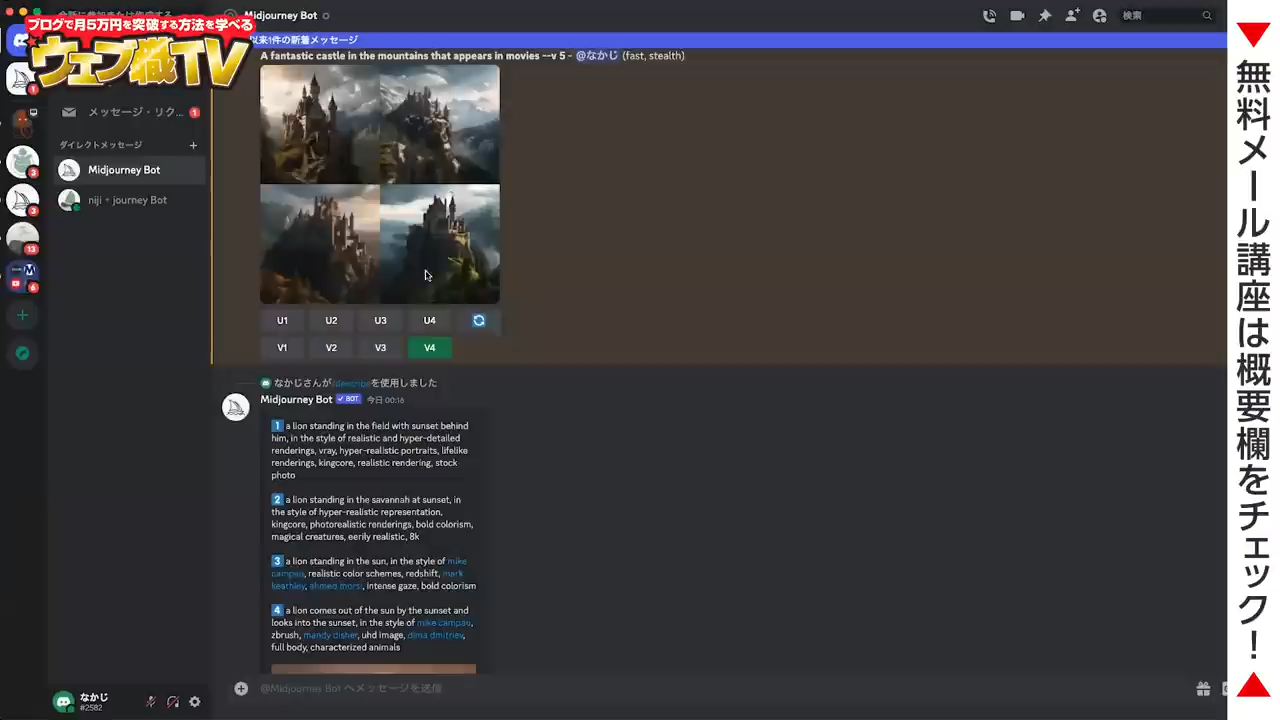 Midjourney Bot
検索
ブログで月5万円を突破する方法を学べる
ウェブ職TV
以来1件の新着メッセージ
A fantastic castle in the mountains that appears in movies --v 5 - @なかじ (fast, stealth)
1
メッセージ・リク...
1
ダイレクトメッセージ
Midjourney Bot
niji・journey Bot
3
3
13
M
6
U1
U2
U3
U4
V1
V2
V3
V4
なかじさんが/describeを使用しました
Midjourney Bot
✓ BOT
今日 00:16
1 a lion standing in the field with sunset behind
him, in the style of realistic and hyper-detailed
renderings, vray, hyper-realistic portraits, lifelike
renderings, kingcore, realistic rendering, stock
photo
2 a lion standing in the savannah at sunset, in
the style of hyper-realistic representation,
kingcore, photorealistic renderings, bold colorism,
magical creatures, eerily realistic, 8k
3 a lion standing in the sun, in the style of mike
campau, realistic color schemes, redshift, mark
keathley, ahmed morsi, intense gaze, bold colorism
4 a lion comes out of the sun by the sunset and
looks into the sunset, in the style of mike campau,
zbrush, mandy disher, uhd image, dima dmitriev,
full body, characterized animals
@Midjourney Bot へメッセージを送信
なかじ
#2582
無料メール講座は概要欄をチェック!